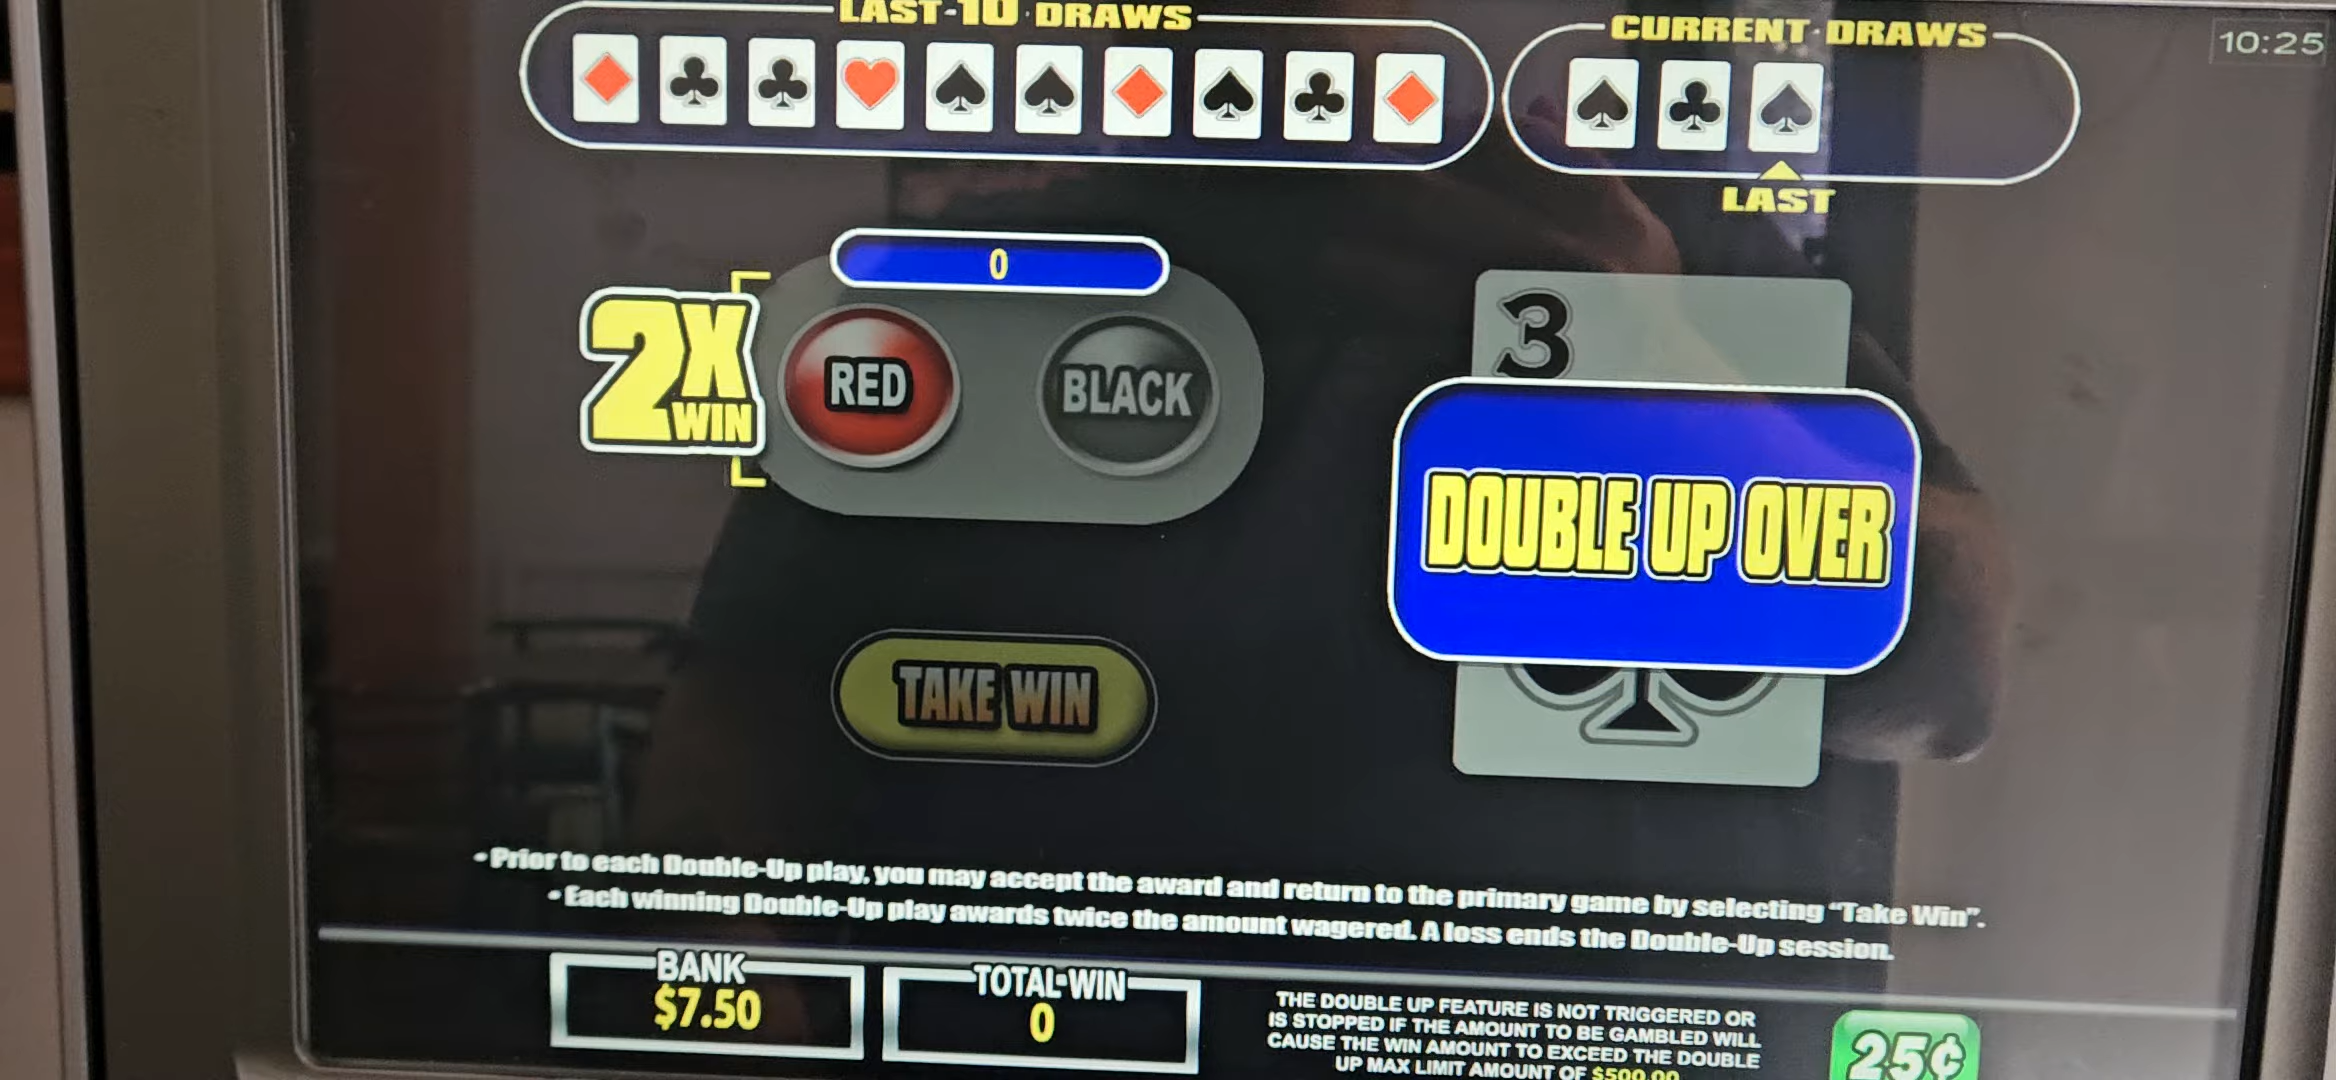 LAST-10 DRAWS
CURRENT DRAWS
10:25
LAST
0
2X
WIN
RED
BLACK
3
DOUBLE UP OVER
TAKE WIN
• Prior to each Double-Up play, you may accept the award and return to the primary game by selecting “Take Win”.
• Each winning Double-Up play awards twice the amount wagered. A loss ends the Double-Up session.
BANK
$7.50
TOTAL WIN
0
THE DOUBLE UP FEATURE IS NOT TRIGGERED OR
IS STOPPED IF THE AMOUNT TO BE GAMBLED WILL
CAUSE THE WIN AMOUNT TO EXCEED THE DOUBLE
UP MAX LIMIT AMOUNT OF $500.00
25¢